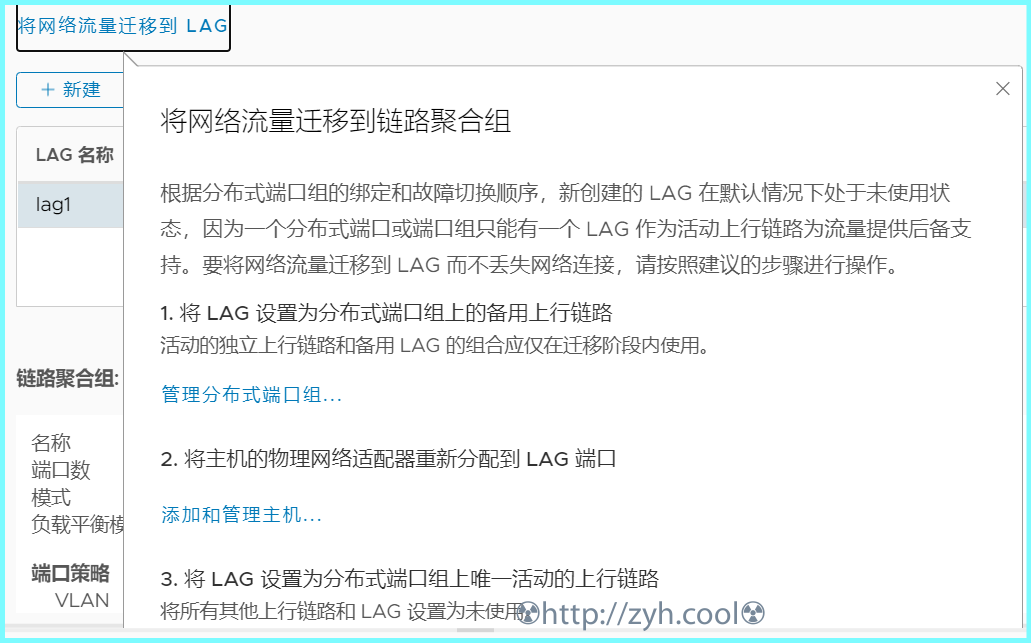 将网络流量迁移到 LAG
+ 新建
LAG 名称
lag1
将网络流量迁移到链路聚合组
根据分布式端口组的绑定和故障切换顺序，新创建的 LAG 在默认情况下处于未使用状
态，因为一个分布式端口或端口组只能有一个 LAG 作为活动上行链路为流量提供后备支
持。要将网络流量迁移到 LAG 而不丢失网络连接，请按照建议的步骤进行操作。
1. 将 LAG 设置为分布式端口组上的备用上行链路
活动的独立上行链路和备用 LAG 的组合应仅在迁移阶段内使用。
管理分布式端口组...
2. 将主机的物理网络适配器重新分配到 LAG 端口
添加和管理主机...
3. 将 LAG 设置为分布式端口组上唯一活动的上行链路
将所有其他上行链路和 LAG 设置为未使用
链路聚合组:
名称
端口数
模式
负载平衡模
端口策略
VLAN
☢http://zyh.cool☢